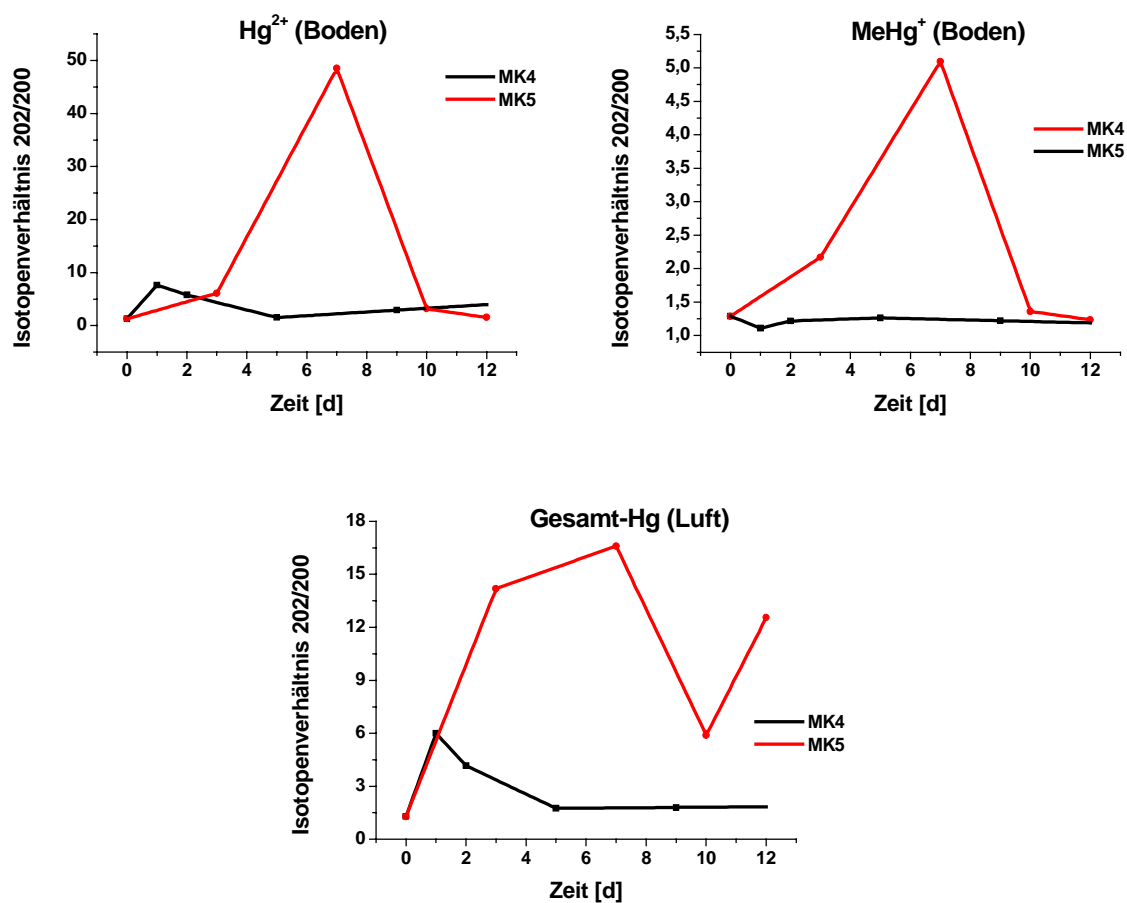 Hg2+ (Boden)
Isotopenverhältnis 202/200
50
40
30
20
10
0
0 2 4 6 8 10 12
Zeit [d]
MK4
MK5
MeHg+ (Boden)
Isotopenverhältnis 202/200
5,5
5,0
4,5
4,0
3,5
3,0
2,5
2,0
1,5
1,0
0 2 4 6 8 10 12
Zeit [d]
MK4
MK5
Gesamt-Hg (Luft)
Isotopenverhältnis 202/200
18
15
12
9
6
3
0
0 2 4 6 8 10 12
Zeit [d]
MK4
MK5